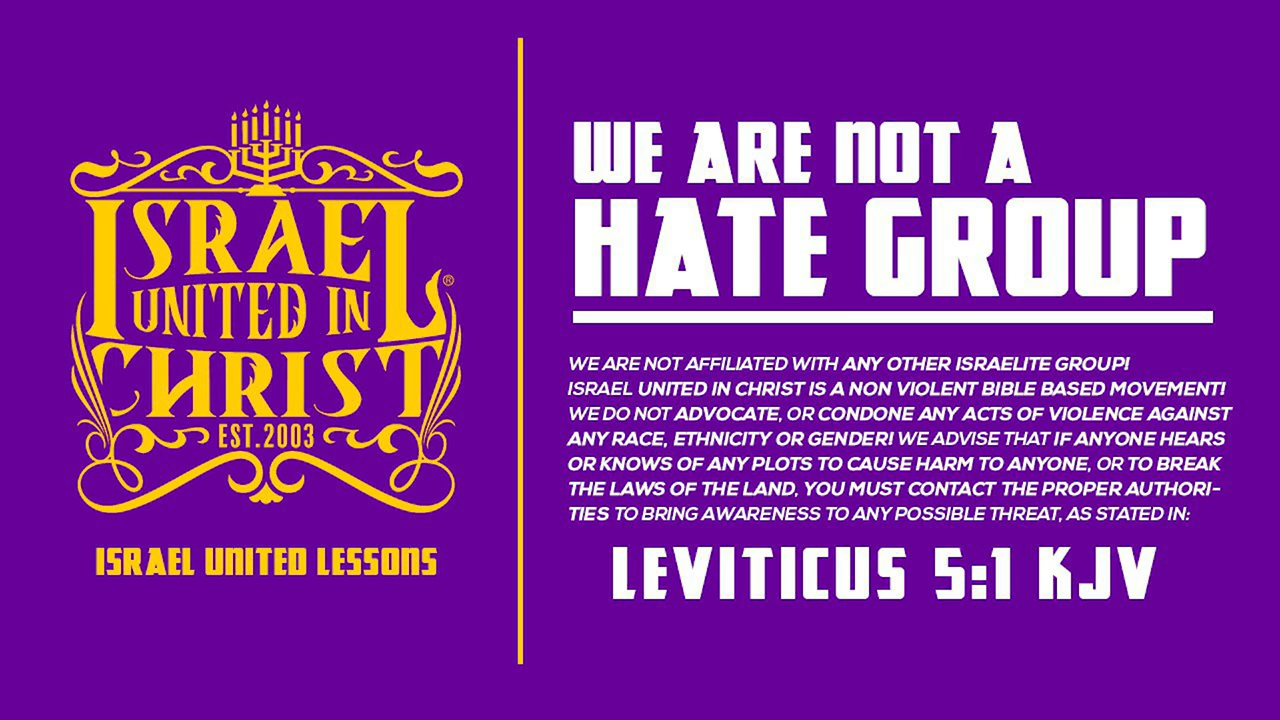 ISRAEL
UNITED IN
CHRIST
®
EST.2003
ISRAEL UNITED LESSONS
WE ARE NOT A
HATE GROUP
WE ARE NOT AFFILIATED WITH ANY OTHER ISRAELITE GROUP!
ISRAEL UNITED IN CHRIST IS A NON VIOLENT BIBLE BASED MOVEMENT!
WE DO NOT ADVOCATE, OR CONDONE ANY ACTS OF VIOLENCE AGAINST
ANY RACE, ETHNICITY OR GENDER! WE ADVISE THAT IF ANYONE HEARS
OR KNOWS OF ANY PLOTS TO CAUSE HARM TO ANYONE, OR TO BREAK
THE LAWS OF THE LAND, YOU MUST CONTACT THE PROPER AUTHORI-
TIES TO BRING AWARENESS TO ANY POSSIBLE THREAT, AS STATED IN:
LEVITICUS 5:1 KJV